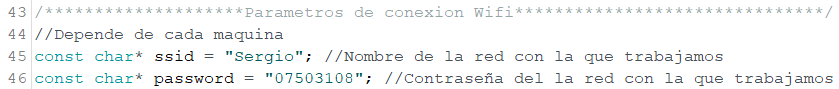 43 /********************Parametros de conexion Wifi*******************************/
44 //Depende de cada maquina
45 const char* ssid = "Sergio"; //Nombre de la red con la que trabajamos
46 const char* password = "07503108"; //Contraseña del la red con la que trabajamos